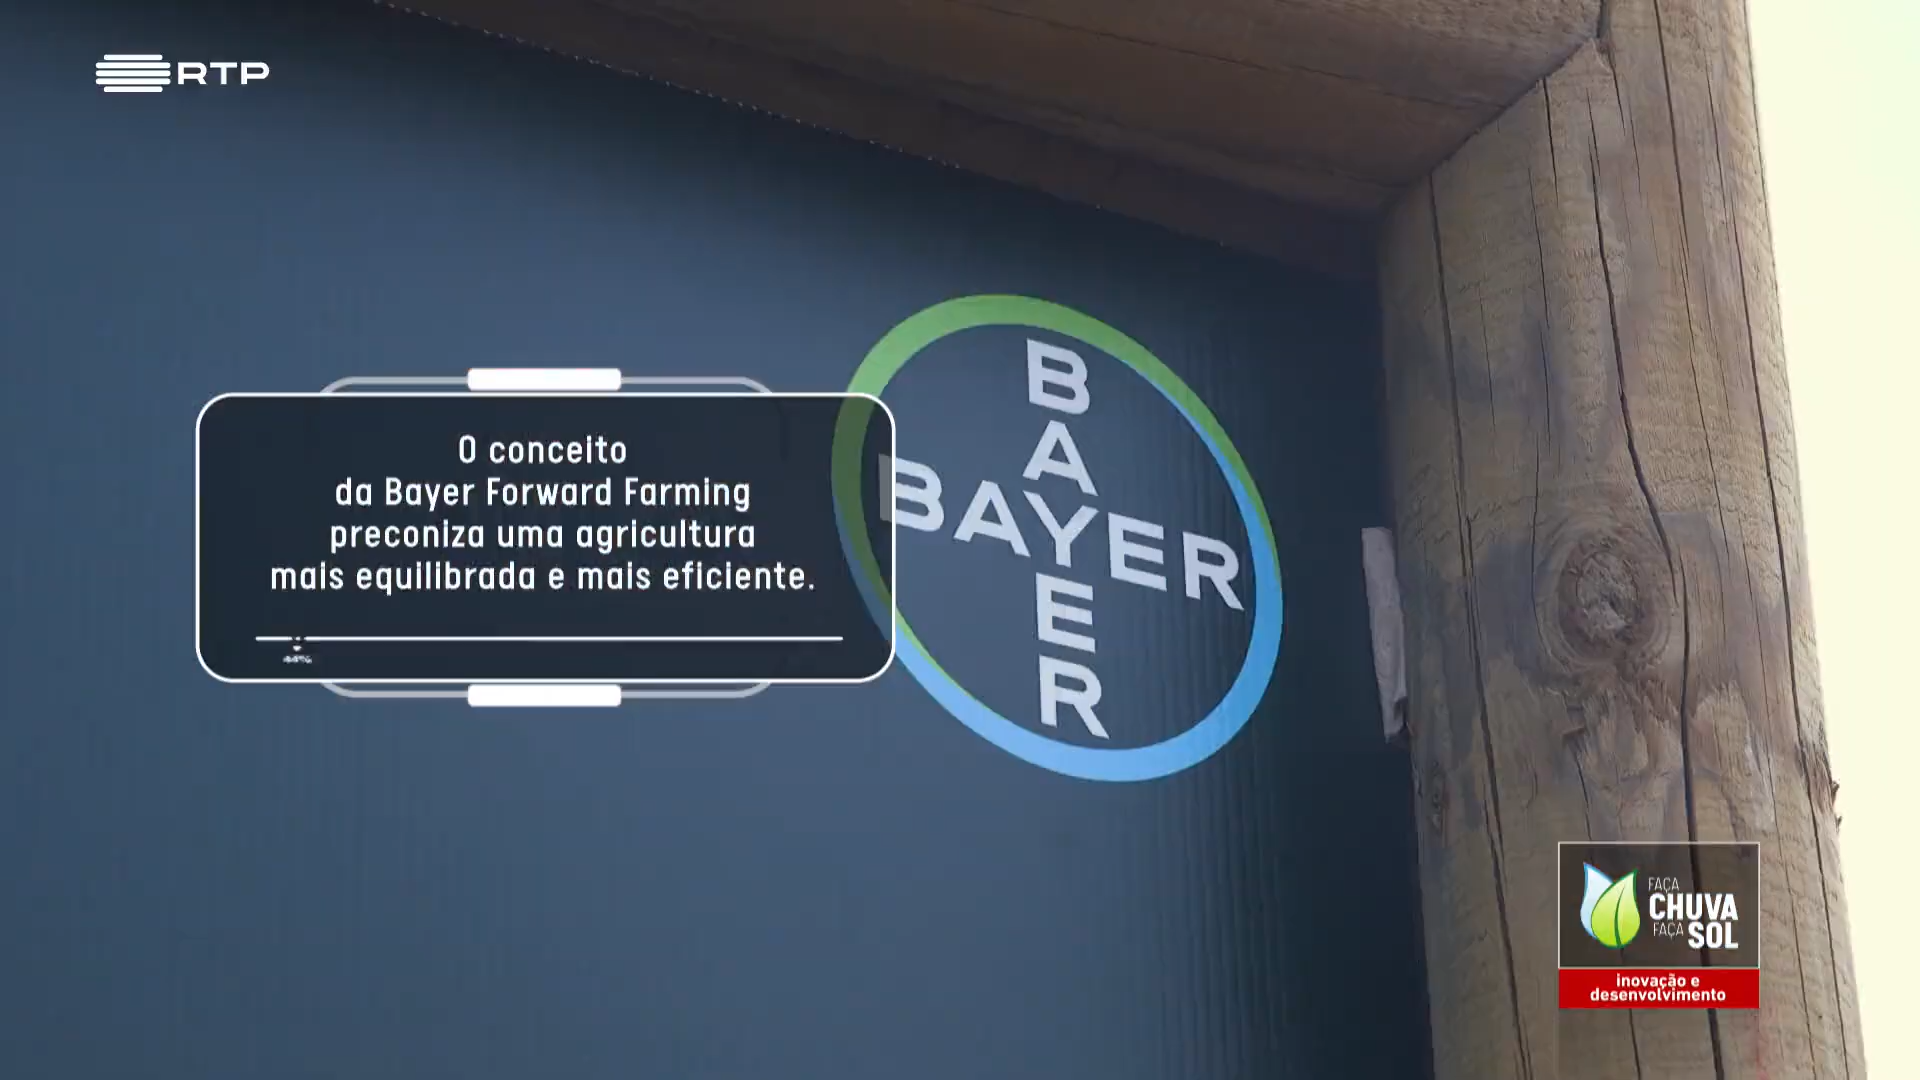 RTP
O conceito
da Bayer Forward Farming
preconiza uma agricultura
mais equilibrada e mais eficiente.
BAYER
BAYER
FAÇA
CHUVA
FAÇA SOL
inovação e
desenvolvimento